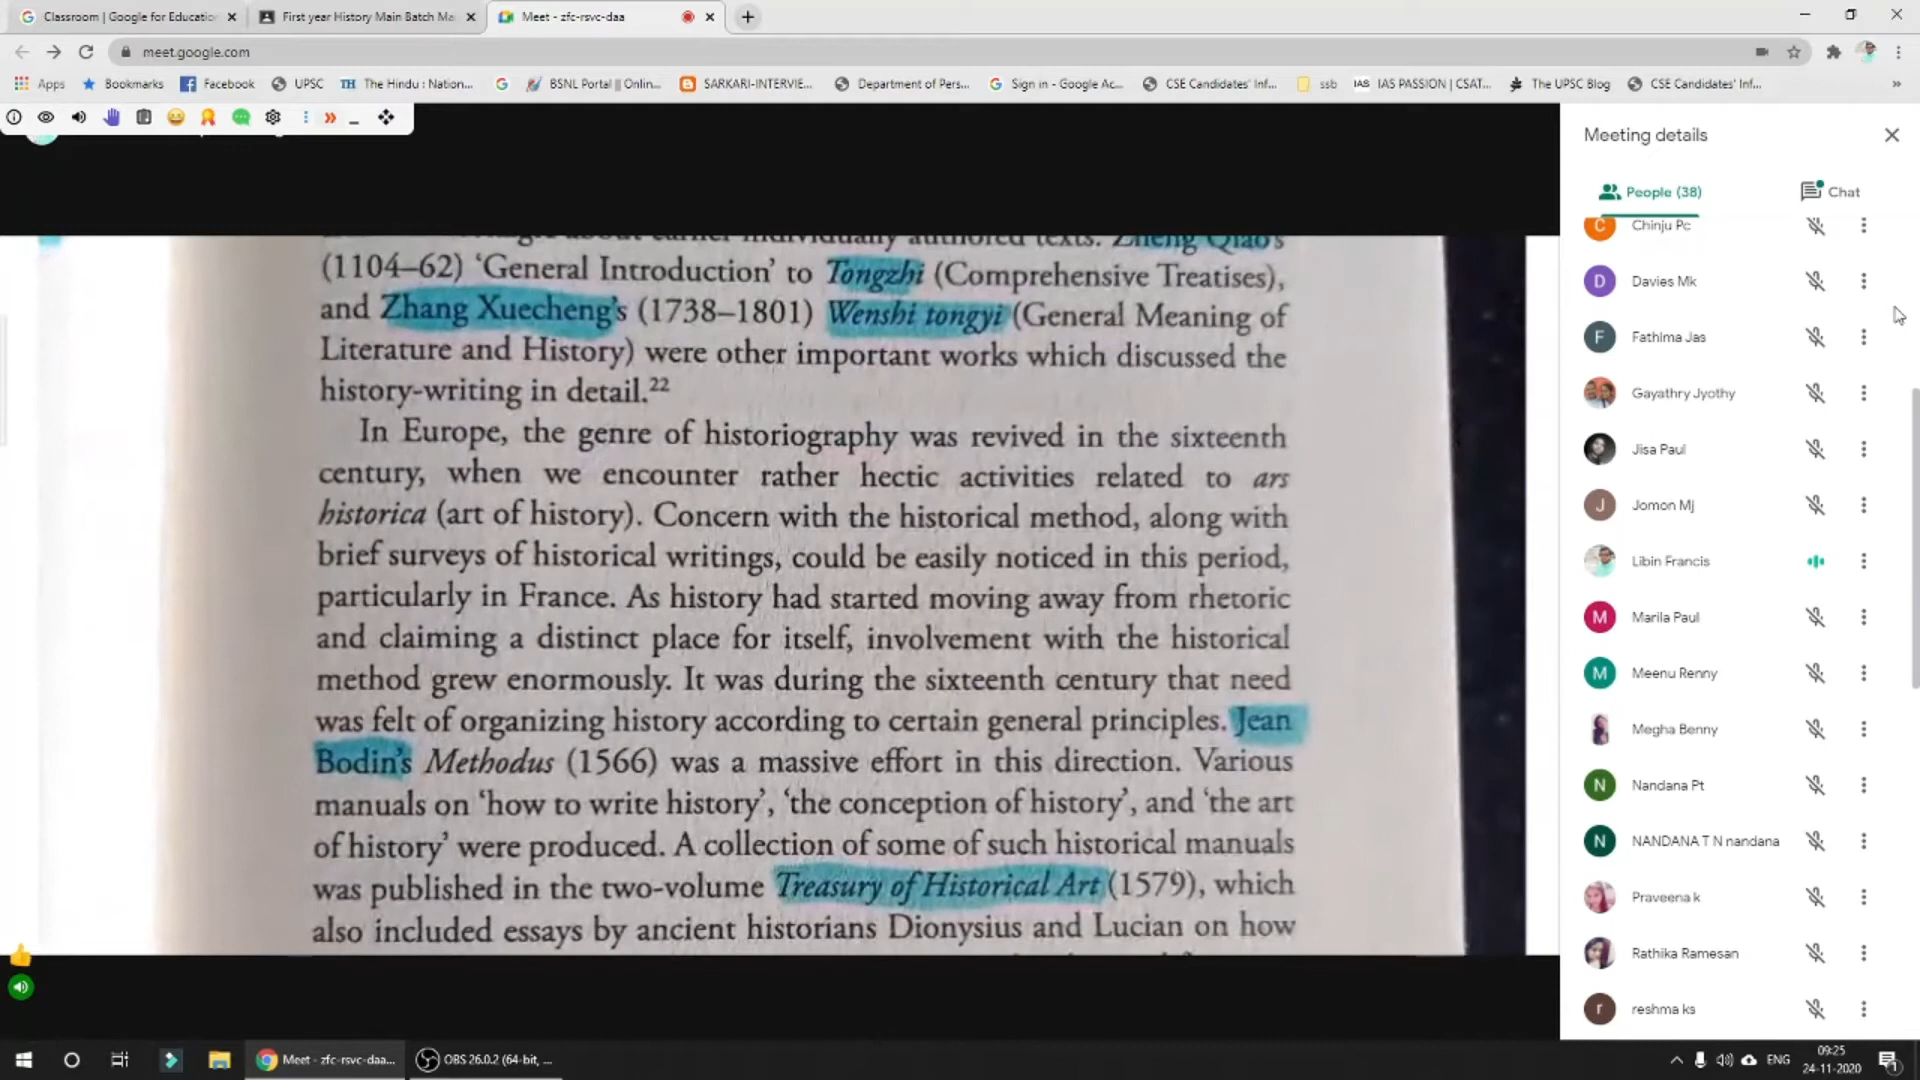 Classroom | Google for Educatio
First year History Main Batch Ma
Meet - zfc-rsvc-daa
meet.google.com
Apps
Bookmarks
Facebook
UPSC
TH The Hindu : Nation...
BSNL Portal || Onlin...
SARKARI-INTERVIE...
Department of Pers...
Sign in - Google Ac...
CSE Candidates' Inf...
ssb
IAS IAS PASSION | CSAT...
The UPSC Blog
CSE Candidates' Inf...
about earlier individually authored texts. Zheng Qiao's
(1104–62) ‘General Introduction’ to Tongzhi (Comprehensive Treatises),
and Zhang Xuecheng's (1738–1801) Wenshi tongyi (General Meaning of
Literature and History) were other important works which discussed the
history-writing in detail.22
In Europe, the genre of historiography was revived in the sixteenth
century, when we encounter rather hectic activities related to ars
historica (art of history). Concern with the historical method, along with
brief surveys of historical writings, could be easily noticed in this period,
particularly in France. As history had started moving away from rhetoric
and claiming a distinct place for itself, involvement with the historical
method grew enormously. It was during the sixteenth century that need
was felt of organizing history according to certain general principles. Jean
Bodin's Methodus (1566) was a massive effort in this direction. Various
manuals on ‘how to write history’, ‘the conception of history’, and ‘the art
of history’ were produced. A collection of some of such historical manuals
was published in the two-volume Treasury of Historical Art (1579), which
also included essays by ancient historians Dionysius and Lucian on how
Meeting details
People (38)
Chat
C Chinju Pc
D Davies Mk
F Fathima Jas
Gayathry Jyothy
Jisa Paul
J Jomon Mj
Libin Francis
M Marila Paul
M Meenu Renny
Megha Benny
N Nandana Pt
N NANDANA T N nandana
Praveena k
Rathika Ramesan
r reshma ks
Meet - zfc-rsvc-daa...
OBS 26.0.2 (64-bit, ...
ENG
09:25
24-11-2020
1